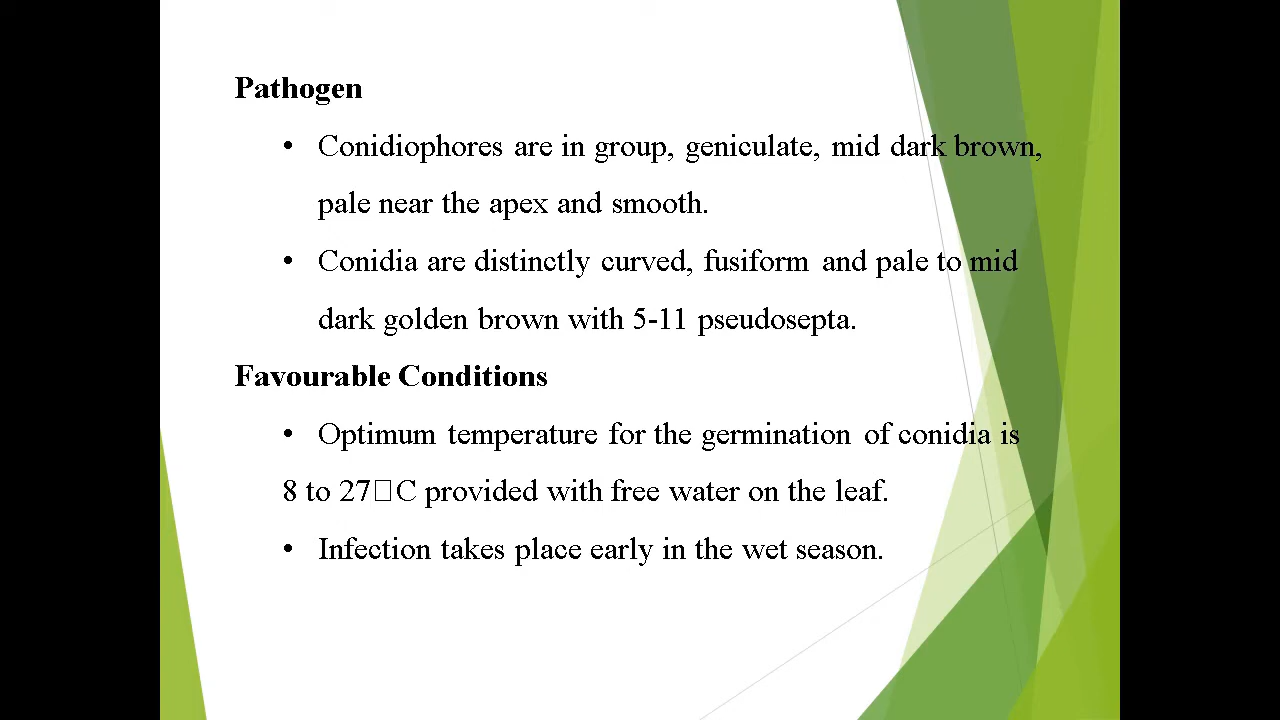 Pathogen
• Conidiophores are in group, geniculate, mid dark brown,
pale near the apex and smooth.
• Conidia are distinctly curved, fusiform and pale to mid
dark golden brown with 5-11 pseudosepta.
Favourable Conditions
• Optimum temperature for the germination of conidia is
8 to 27□C provided with free water on the leaf.
• Infection takes place early in the wet season.